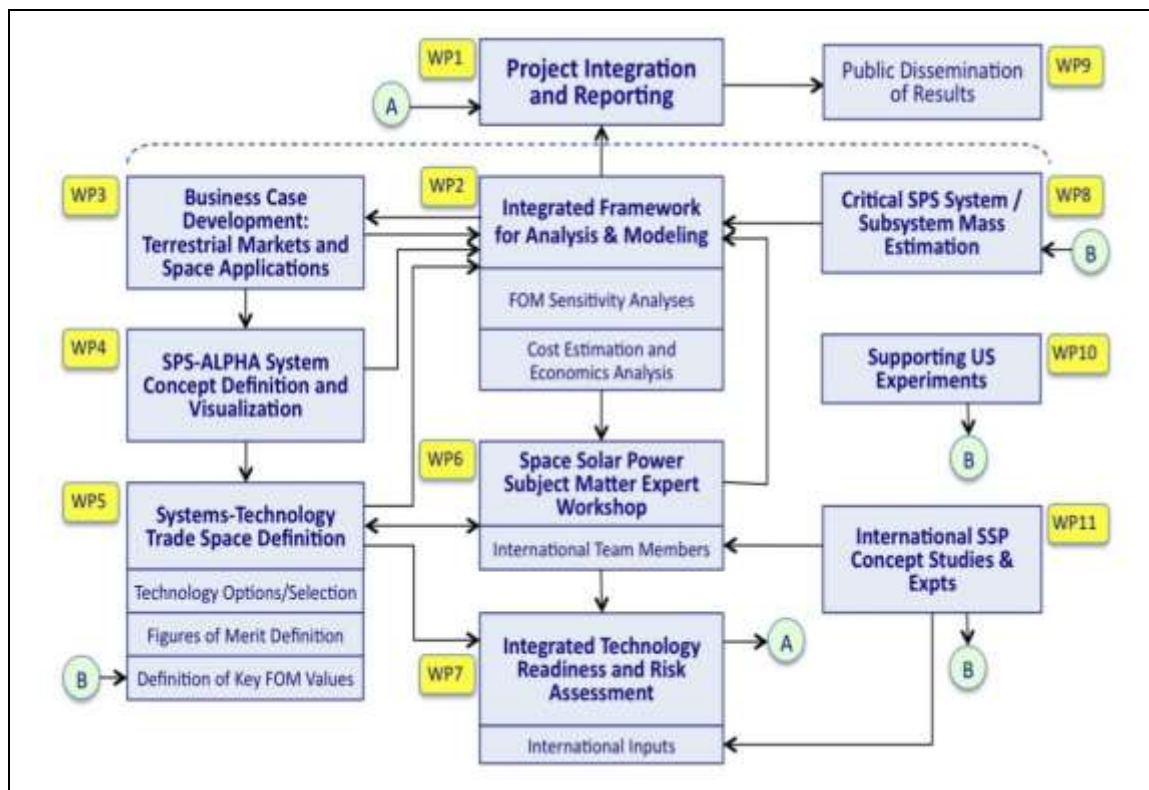 WP1
Project Integration
and Reporting
A
Public Dissemination
of Results
WP9
WP3
Business Case
Development:
Terrestrial Markets and
Space Applications
WP2
Integrated Framework
for Analysis & Modeling
FOM Sensitivity Analyses
Cost Estimation and
Economics Analysis
Critical SPS System /
Subsystem Mass
Estimation
WP8
B
WP4
SPS-ALPHA System
Concept Definition and
Visualization
Supporting US
Experiments
WP10
B
WP5
Systems-Technology
Trade Space Definition
Technology Options/Selection
Figures of Merit Definition
B
Definition of Key FOM Values
WP6
Space Solar Power
Subject Matter Expert
Workshop
International Team Members
International SSP
Concept Studies &
Expts
WP11
B
WP7
Integrated Technology
Readiness and Risk
Assessment
A
International Inputs